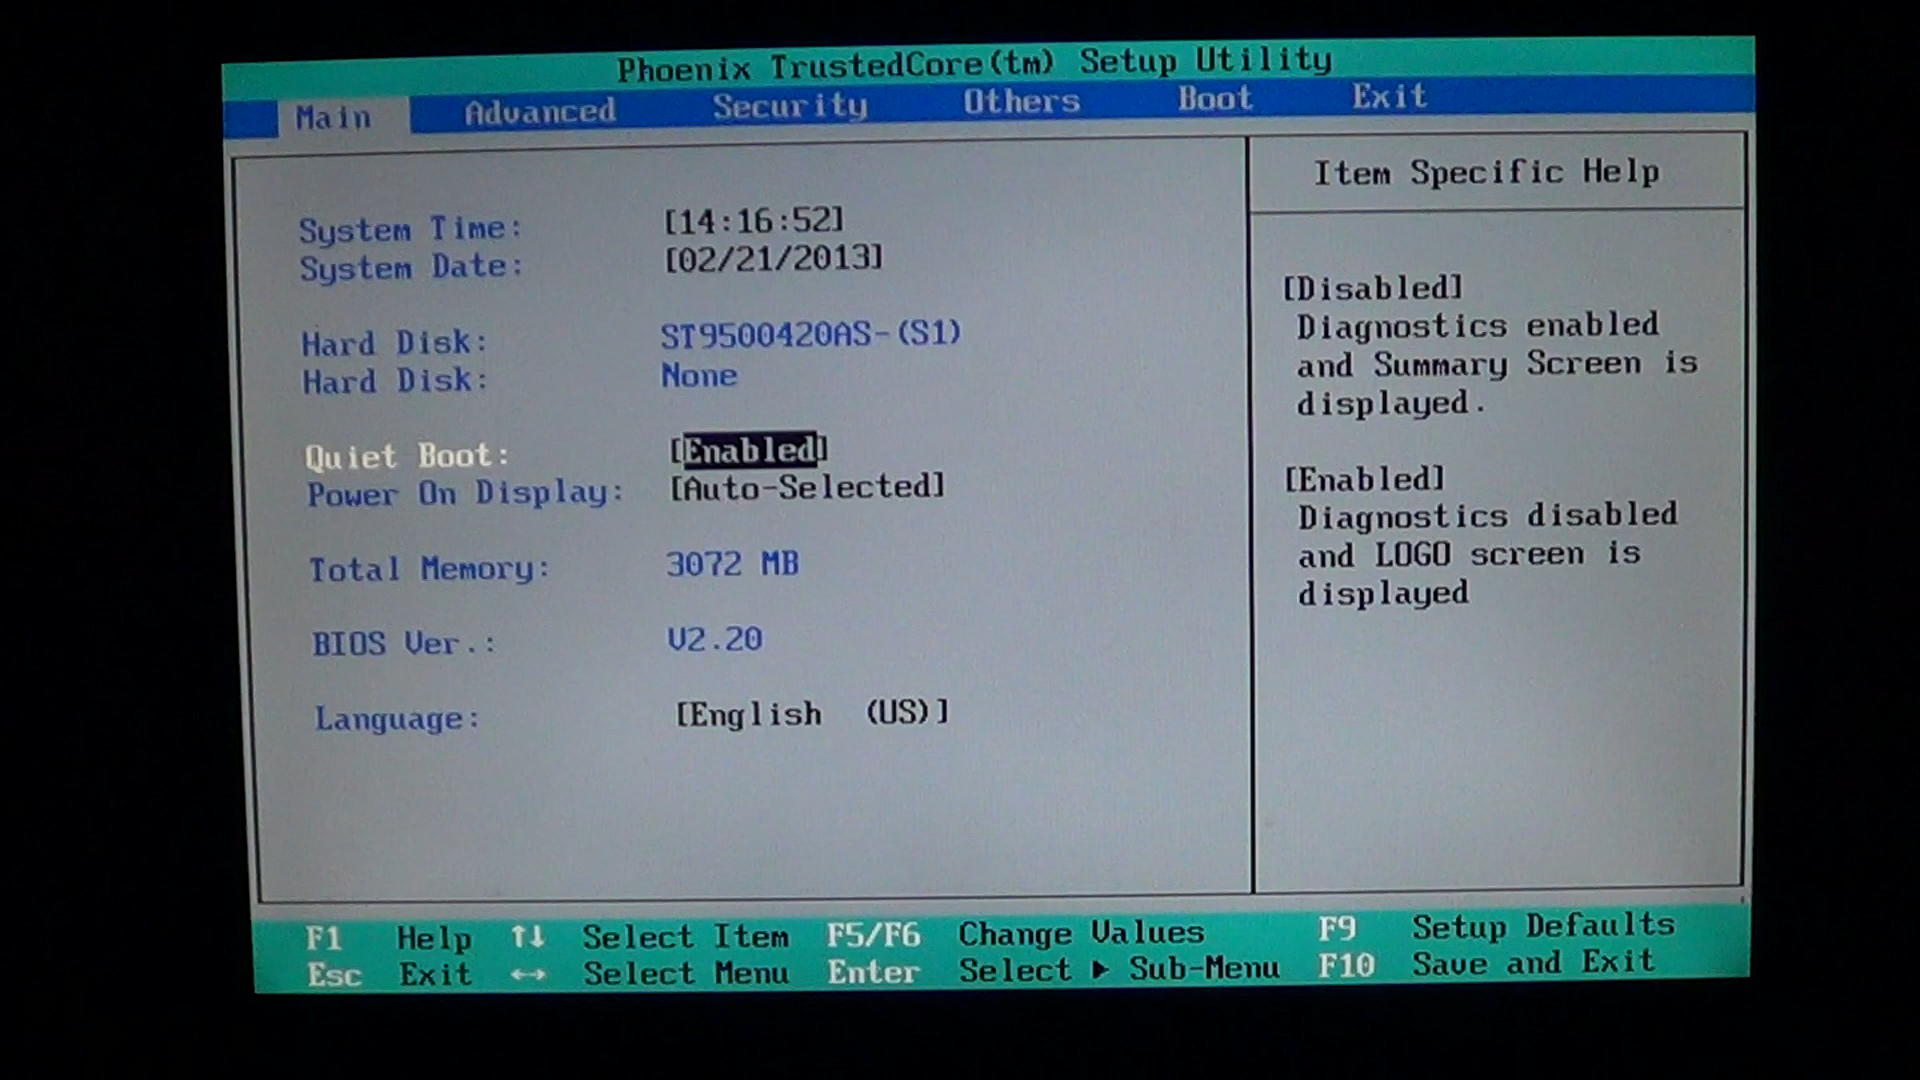 Phoenix TrustedCore(tm) Setup Utility
Main Advanced Security Others Boot Exit
Item Specific Help
System Time: [14:16:52]
System Date: [02/21/2013]
Hard Disk: ST9500420AS-(S1)
Hard Disk: None
Quiet Boot: [Enabled]
Power On Display: [Auto-Selected]
Total Memory: 3072 MB
BIOS Ver.: V2.20
Language: [English (US)]
[Disabled]
Diagnostics enabled
and Summary Screen is
displayed.
[Enabled]
Diagnostics disabled
and LOGO screen is
displayed
F1 Help ↑↓ Select Item F5/F6 Change Values F9 Setup Defaults
Esc Exit ↔ Select Menu Enter Select ▶ Sub-Menu F10 Save and Exit